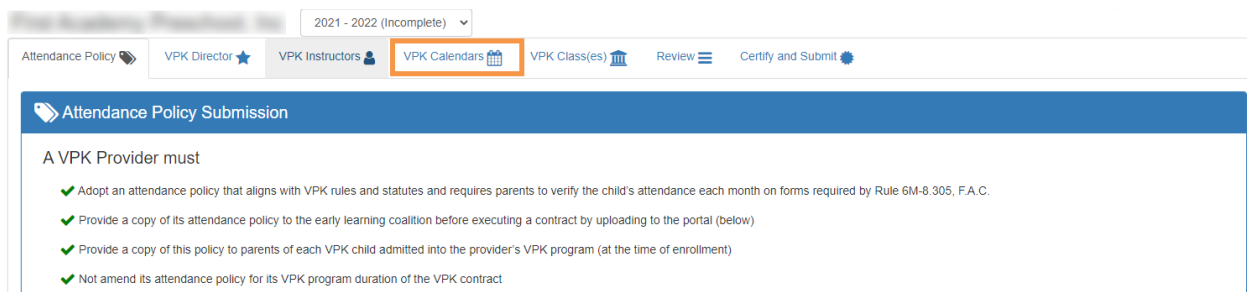 2021 - 2022 (Incomplete)
Attendance Policy VPK Director VPK Instructors VPK Calendars VPK Class(es) Review Certify and Submit
Attendance Policy Submission
A VPK Provider must
Adopt an attendance policy that aligns with VPK rules and statutes and requires parents to verify the child's attendance each month on forms required by Rule 6M-8.305, F.A.C.
Provide a copy of its attendance policy to the early learning coalition before executing a contract by uploading to the portal (below)
Provide a copy of this policy to parents of each VPK child admitted into the provider's VPK program (at the time of enrollment)
Not amend its attendance policy for its VPK program duration of the VPK contract